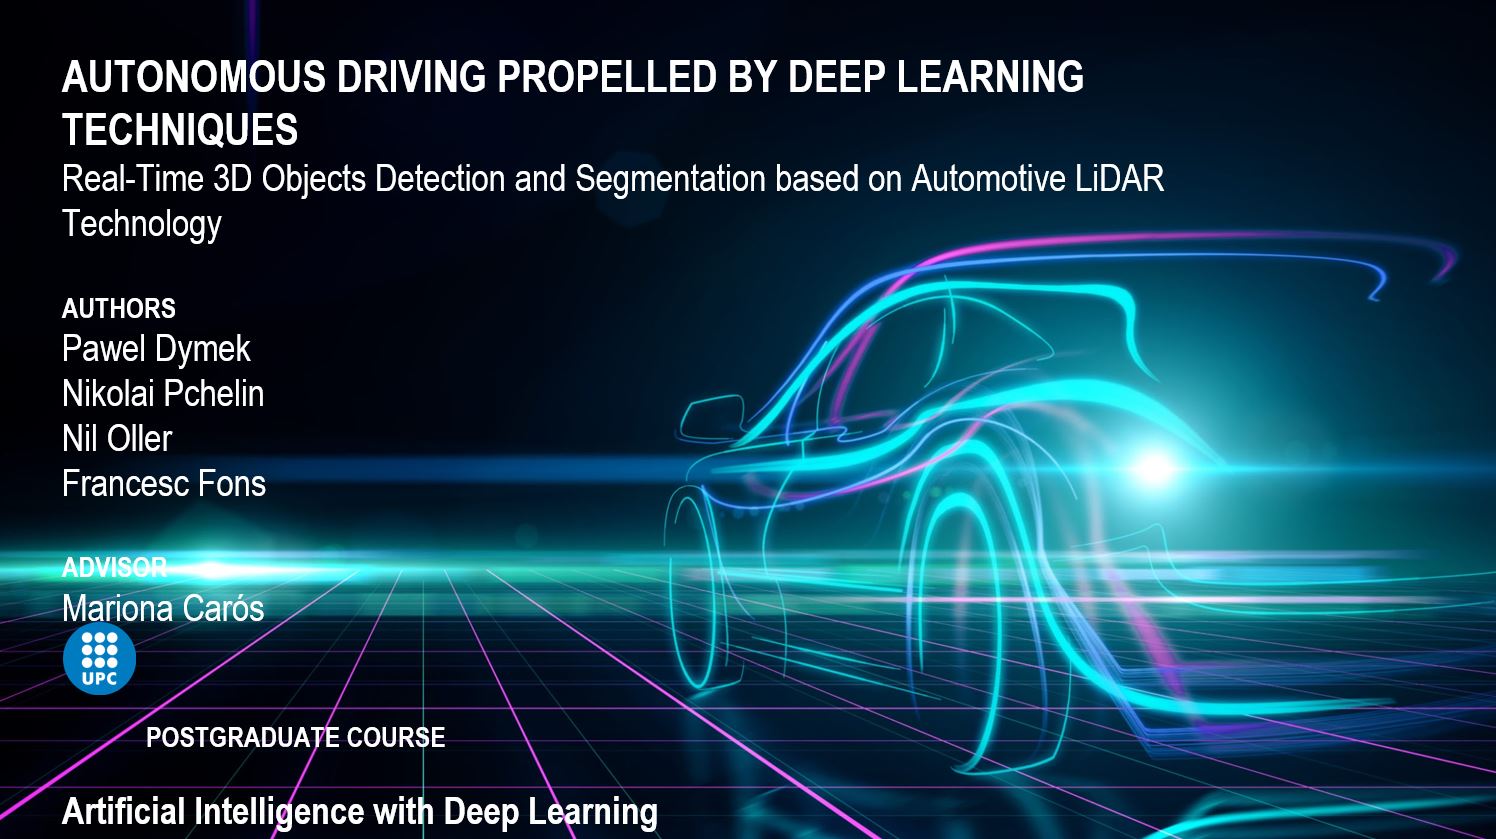 AUTONOMOUS DRIVING PROPELLED BY DEEP LEARNING
TECHNIQUES
Real-Time 3D Objects Detection and Segmentation based on Automotive LiDAR
Technology
AUTHORS
Pawel Dymek
Nikolai Pchelin
Nil Oller
Francesc Fons
ADVISOR
Mariona Carós
UPC
POSTGRADUATE COURSE
Artificial Intelligence with Deep Learning